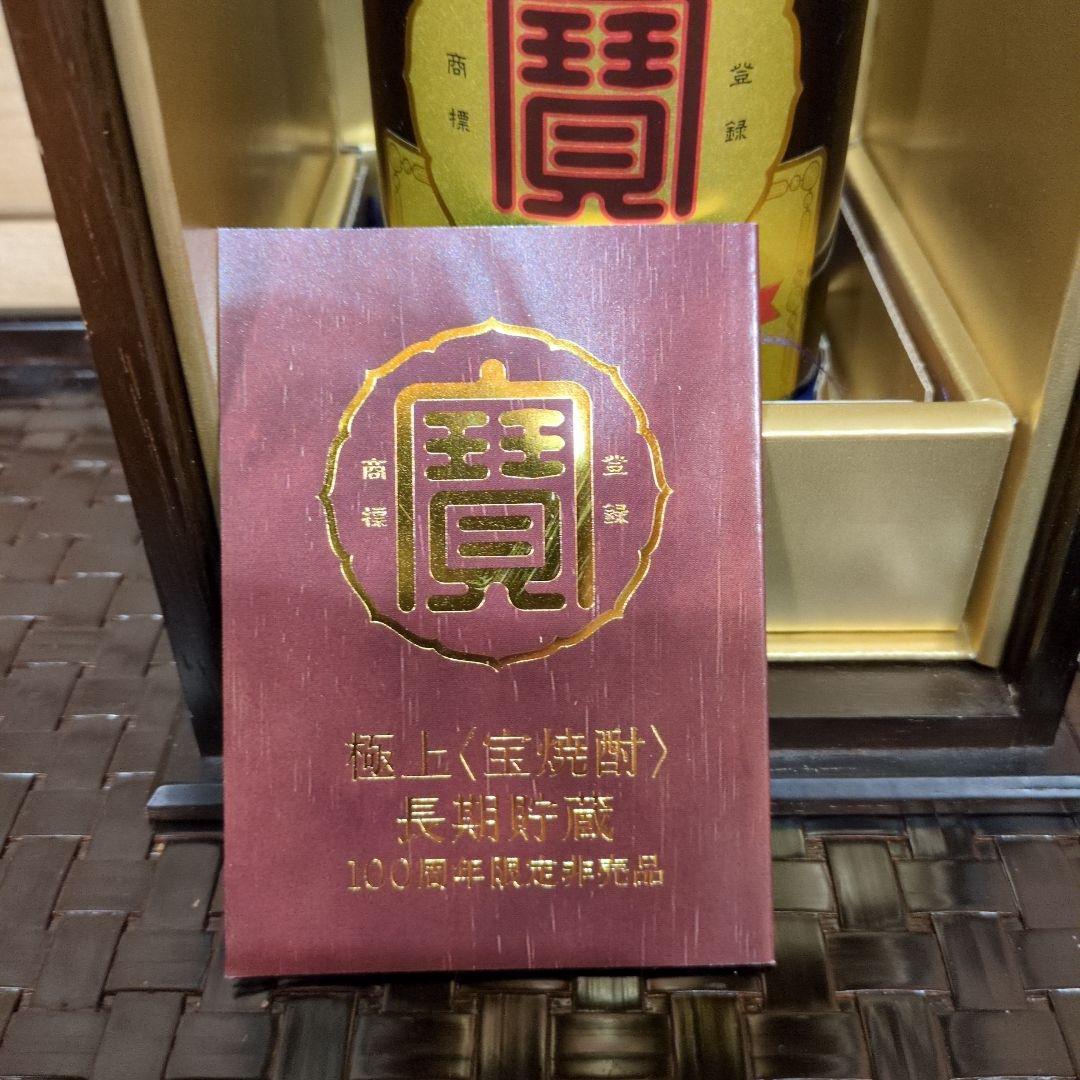 登録
寶
商標
登録
寶
商標
極上〈宝焼酎〉
長期貯蔵
100周年限定非売品